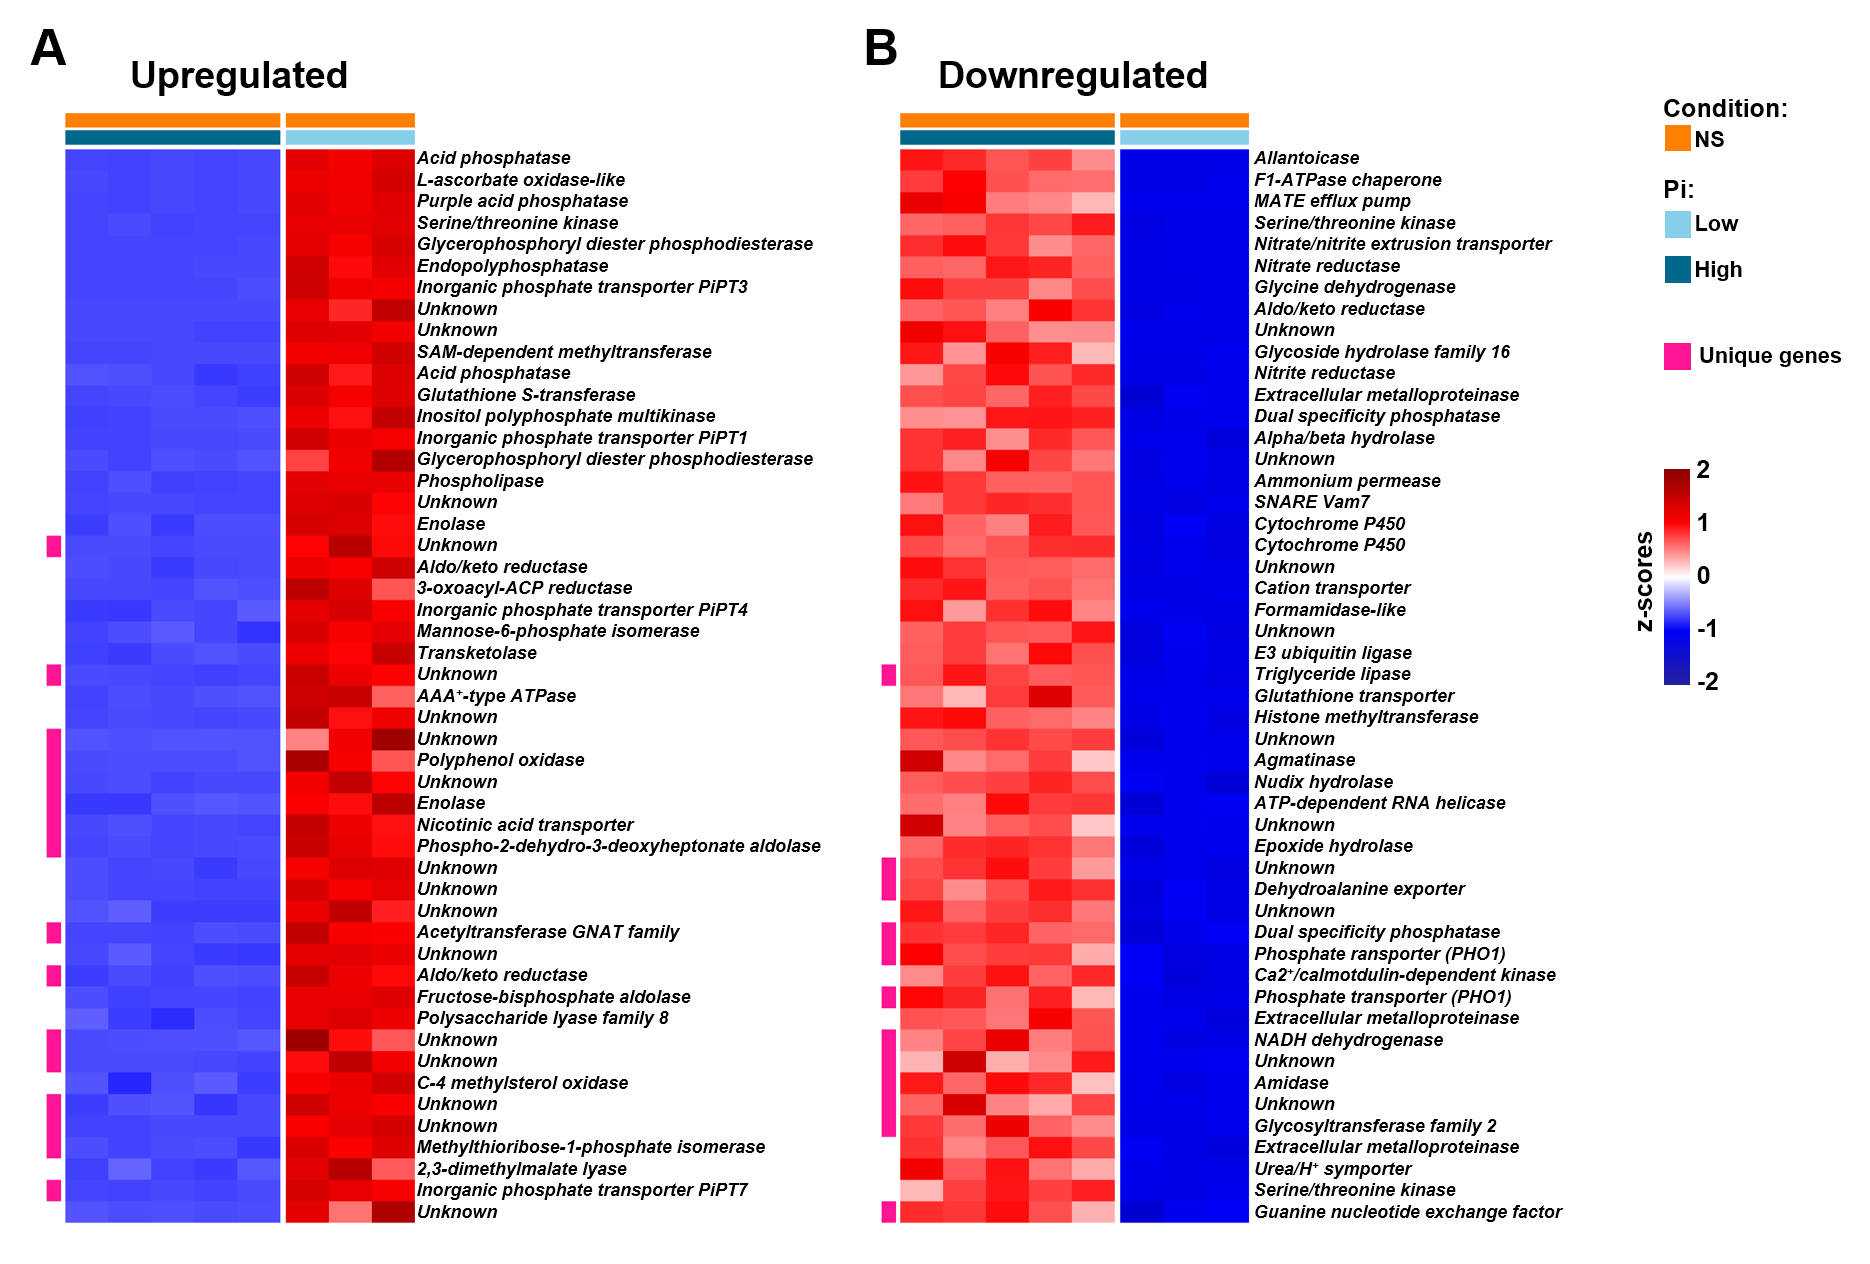 A
Upregulated
Acid phosphatase
L-ascorbate oxidase-like
Purple acid phosphatase
Serine/threonine kinase
Glycerophosphoryl diester phosphodiesterase
Endopolyphosphatase
Inorganic phosphate transporter PiPT3
Unknown
Unknown
SAM-dependent methyltransferase
Acid phosphatase
Glutathione S-transferase
Inositol polyphosphate multikinase
Inorganic phosphate transporter PiPT1
Glycerophosphoryl diester phosphodiesterase
Phospholipase
Unknown
Enolase
Unknown
Aldo/keto reductase
3-oxoacyl-ACP reductase
Inorganic phosphate transporter PiPT4
Mannose-6-phosphate isomerase
Transketolase
Unknown
AAA⁺-type ATPase
Unknown
Unknown
Polyphenol oxidase
Unknown
Enolase
Nicotinic acid transporter
Phospho-2-dehydro-3-deoxyheptonate aldolase
Unknown
Unknown
Unknown
Acetyltransferase GNAT family
Unknown
Aldo/keto reductase
Fructose-bisphosphate aldolase
Polysaccharide lyase family 8
Unknown
Unknown
C-4 methylsterol oxidase
Unknown
Unknown
Methylthioribose-1-phosphate isomerase
2,3-dimethylmalate lyase
Inorganic phosphate transporter PiPT7
Unknown
B
Downregulated
Allantoicase
F1-ATPase chaperone
MATE efflux pump
Serine/threonine kinase
Nitrate/nitrite extrusion transporter
Nitrate reductase
Glycine dehydrogenase
Aldo/keto reductase
Unknown
Glycoside hydrolase family 16
Nitrite reductase
Extracellular metalloproteinase
Dual specificity phosphatase
Alpha/beta hydrolase
Unknown
Ammonium permease
SNARE Vam7
Cytochrome P450
Cytochrome P450
Unknown
Cation transporter
Formamidase-like
Unknown
E3 ubiquitin ligase
Triglyceride lipase
Glutathione transporter
Histone methyltransferase
Unknown
Agmatinase
Nudix hydrolase
ATP-dependent RNA helicase
Unknown
Epoxide hydrolase
Unknown
Dehydroalanine exporter
Unknown
Dual specificity phosphatase
Phosphate ransporter (PHO1)
Ca2⁺/calmotdulin-dependent kinase
Phosphate transporter (PHO1)
Extracellular metalloproteinase
NADH dehydrogenase
Unknown
Amidase
Unknown
Glycosyltransferase family 2
Extracellular metalloproteinase
Urea/H⁺ symporter
Serine/threonine kinase
Guanine nucleotide exchange factor
Condition:
NS
Pi:
Low
High
Unique genes
z-scores
2
1
0
-1
-2